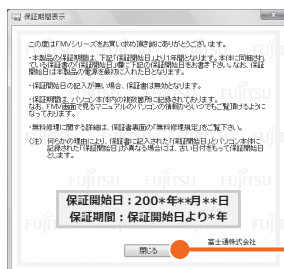 保証期間表示
この度はFMVシリーズをお買い求め頂き誠にありがとうございます。
・本製品の保証期間は、下記「保証開始日」より1年間となります。本体に同梱され
ている保証書の「保証開始日」欄に下記の保証開始日をお書き下さい。なお、保証
開始日は本製品の電源を最初に入れた日となります。
・保証開始日の記入が無い場合、保証書は無効となります。
・保証期間は、パソコン本体内の複数箇所に記録されております。
なお、FMV画面で見るマニュアルのパソコンの情報からいつでもご覧頂けるように
なっております。
・無料修理に関する詳細は、保証書裏面の「無料修理規定」をご覧下さい。
(注) 何らかの理由により、保証書に記入された「保証開始日」とパソコン本体に
記録された「保証開始日」が異なる場合には、古い日付をもって保証開始日
とします。
保証開始日：200*年**月**日
保証期間：保証開始日より*年
閉じる
富士通株式会社
FUJITSU